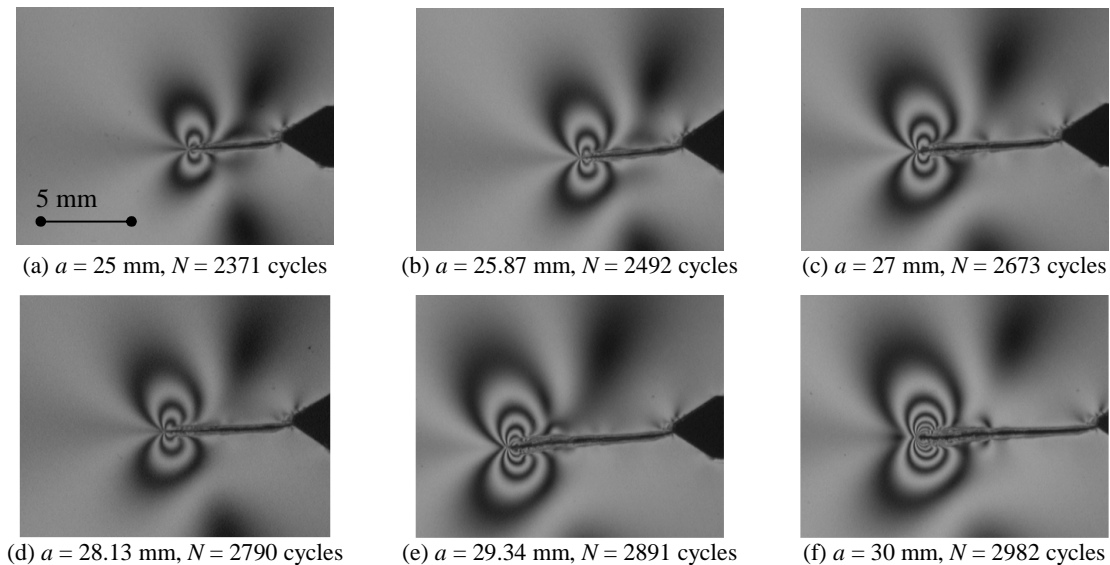 5 mm
(a) a = 25 mm, N = 2371 cycles
(b) a = 25.87 mm, N = 2492 cycles
(c) a = 27 mm, N = 2673 cycles
(d) a = 28.13 mm, N = 2790 cycles
(e) a = 29.34 mm, N = 2891 cycles
(f) a = 30 mm, N = 2982 cycles